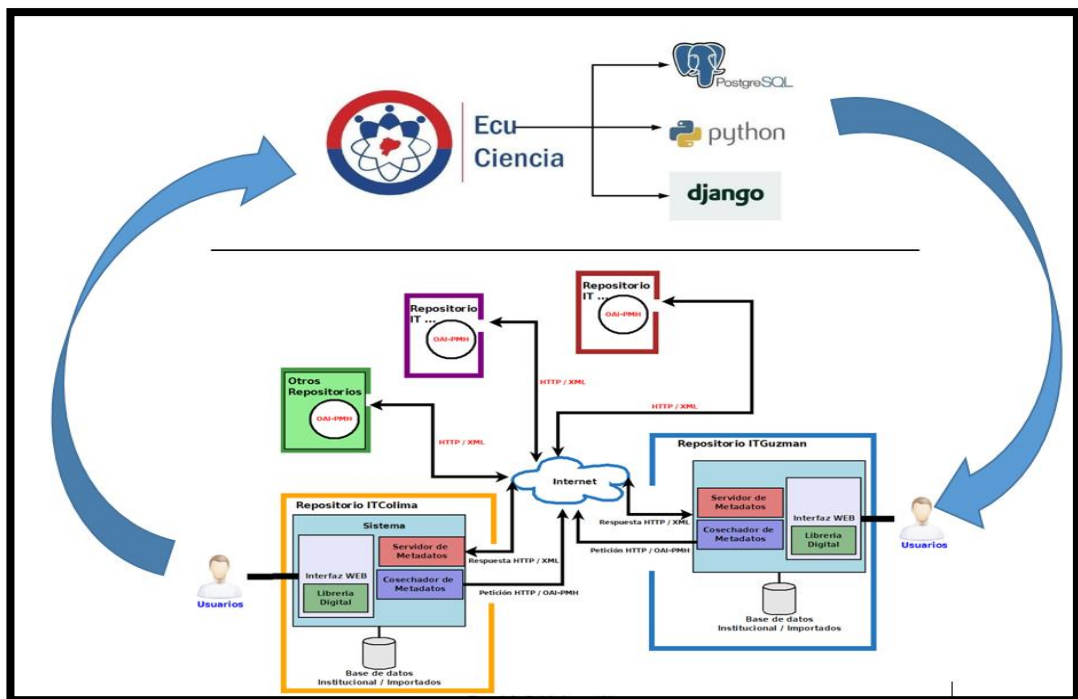 PostgreSQL
Ecu
Ciencia
python
django
Repositorio
IT ...
OAI-PMH
Repositorio
IT ...
OAI-PMH
Otros
Repositorios
OAI-PMH
HTTP / XML
HTTP / XML
HTTP / XML
Internet
Repositorio ITGuzman
Servidor de
Metadatos
Cosechador de
Metadatos
Interfaz WEB
Libreria
Digital
Respuesta HTTP / XML
Petición HTTP / OAI-PMH
Usuarios
Base de datos
Institucional / Importados
Repositorio ITColima
Sistema
Servidor de
Metadatos
Interfaz WEB
Cosechador de
Metadatos
Libreria
Digital
Respuesta HTTP / XML
Petición HTTP / OAI-PMH
Usuarios
Base de datos
Institucional / Importados